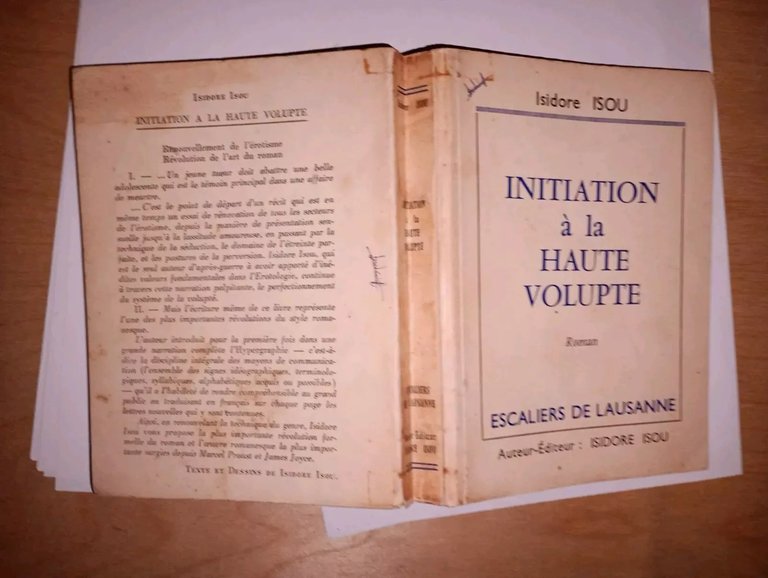 Isidore Isou
INITIATION A LA HAUTE VOLUPTE
Renouvellement de l'érotisme
Révolution de l'art du roman
I. — ...Un jeune tueur doit abattre une belle
adolescente qui est le témoin principal dans une affaire
de meurtre.
...C'est le point de départ d'un récit qui est en
même temps un essai de rénovation de tous les secteurs
de l'érotisme, depuis la manière de présentation sen-
suelle jusqu'à la lassitude amoureuse, en passant par la
technique de la séduction, le domaine de l'étreinte par-
faite, et les postures de la perversion. Isidore Isou, qui
est le seul auteur d'après-guerre à avoir apporté d'iné-
dites valeurs fondamentales dans l'Erotologie, continue
à travers cette narration palpitante, le perfectionnement
du système de la volupté.
II. — Mais l'écriture même de ce livre représente
l'une des plus importantes révolutions du style roma-
nesque.
L'auteur introduit pour la première fois dans une
grande narration complète l'Hypergraphie — c'est-à-
dire la discipline intégrale des moyens de communica-
tion (l'ensemble des signes idéographiques, terminolo-
giques, syllabiques, alphabétiques acquis ou possibles)
— qu'il a l'habileté de rendre compréhensible au grand
public en traduisant en français sur chaque page les
lettres nouvelles qui y sont contenues.
Ainsi, en renouvelant la technique du genre, Isidore
Isou vous propose la plus importante révolution for-
melle du roman et l'œuvre romanesque la plus impor-
tante surgies depuis Marcel Proust et James Joyce.
Texte et Dessins de Isidore Isou.
INITIATION
à la
HAUTE
VOLUPTÉ
ESCALIERS
LAUSANNE
ISOU
Isidore ISOU
INITIATION
à la
HAUTE
VOLUPTE
Roman
ESCALIERS DE LAUSANNE
Auteur-Éditeur : ISIDORE ISOU